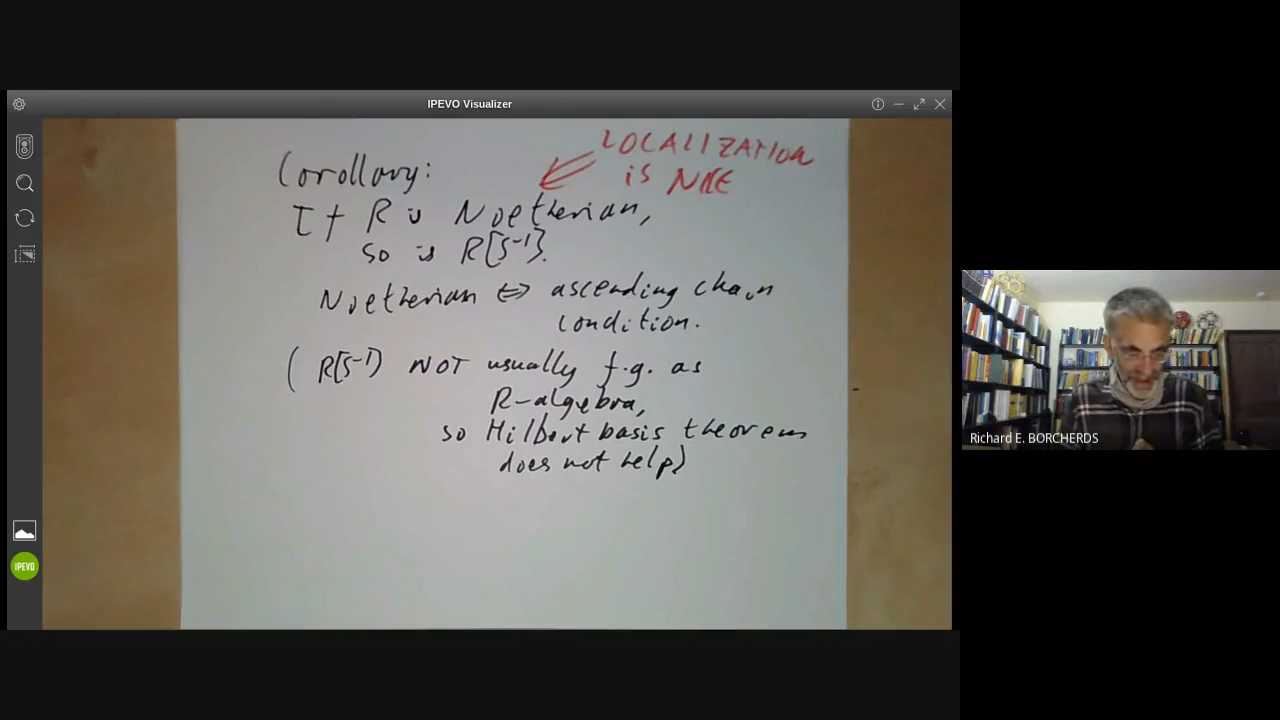 IPEVO Visualizer
LOCALIZATION
is NICE
Corollary:
If R is Noetherian,
so is R[S⁻¹].
Noetherian ⇔ ascending chain
condition.
( R[S⁻¹] NOT usually f.g. as
R-algebra,
so Hilbert basis theorem
does not help)
IPEVO
Richard E. BORCHERDS